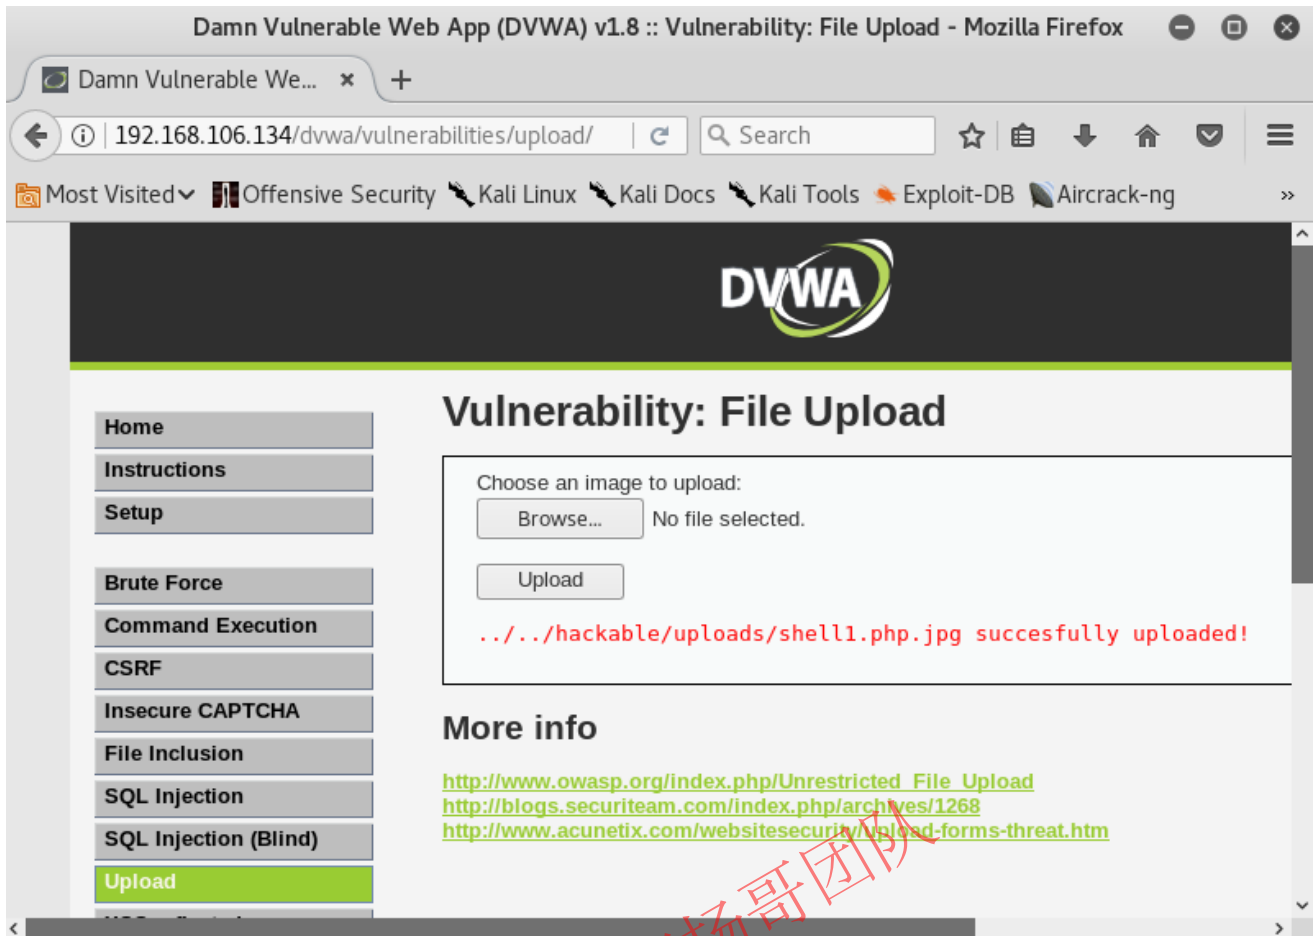 Damn Vulnerable Web App (DVWA) v1.8 :: Vulnerability: File Upload - Mozilla Firefox
Damn Vulnerable We...
192.168.106.134/dvwa/vulnerabilities/upload/
Search
Most Visited Offensive Security Kali Linux Kali Docs Kali Tools Exploit-DB Aircrack-ng »
DVWA
Home
Instructions
Setup
Brute Force
Command Execution
CSRF
Insecure CAPTCHA
File Inclusion
SQL Injection
SQL Injection (Blind)
Upload
Vulnerability: File Upload
Choose an image to upload:
Browse... No file selected.
Upload
../../hackable/uploads/shell1.php.jpg succesfully uploaded!
More info
http://www.owasp.org/index.php/Unrestricted_File_Upload
http://blogs.securiteam.com/index.php/archives/1268
http://www.acunetix.com/websitesecurity/upload-forms-threat.htm
哥团队